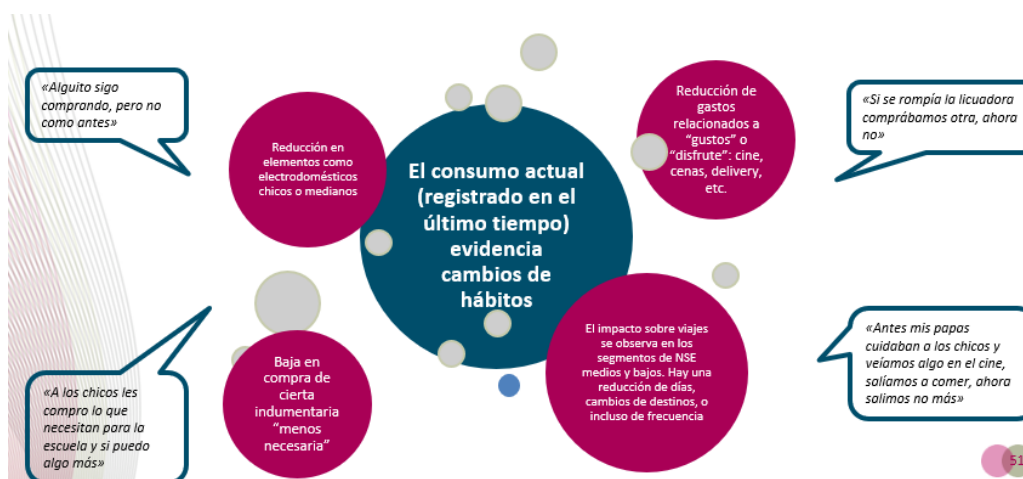 «Alguito sigo
comprando, pero no
como antes»
Reducción en
elementos como
electrodomésticos
chicos o medianos
El consumo actual
(registrado en el
último tiempo)
evidencia
cambios de
hábitos
Reducción de
gastos
relacionados a
"gustos" o
"disfrute": cine,
cenas, delivery,
etc.
«Si se rompía la licuadora
comprábamos otra, ahora
no»
«A los chicos les
compro lo que
necesitan para la
escuela y si puedo
algo más»
Baja en
compra de
cierta
indumentaria
"menos
necesaria"
El impacto sobre viajes
se observa en los
segmentos de NSE
medios y bajos. Hay una
reducción de días,
cambios de destinos, o
incluso de frecuencia
«Antes mis papas
cuidaban a los chicos y
veíamos algo en el cine,
salíamos a comer, ahora
salimos no más»
51